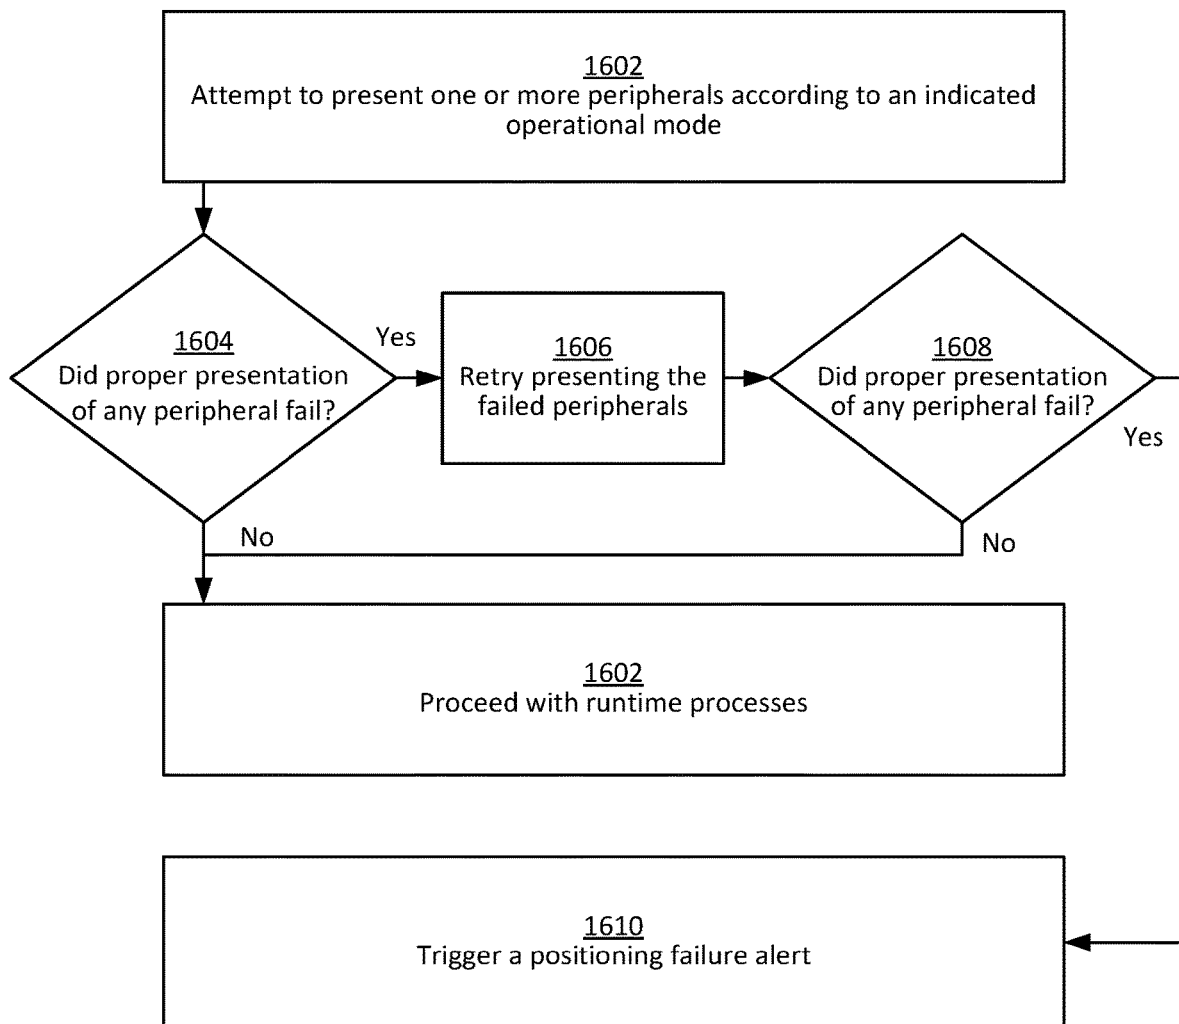 1602
Attempt to present one or more peripherals according to an indicated
operational mode
1604
Did proper presentation
of any peripheral fail?
Yes
1606
Retry presenting the
failed peripherals
1608
Did proper presentation
of any peripheral fail?
Yes
No
No
1602
Proceed with runtime processes
1610
Trigger a positioning failure alert